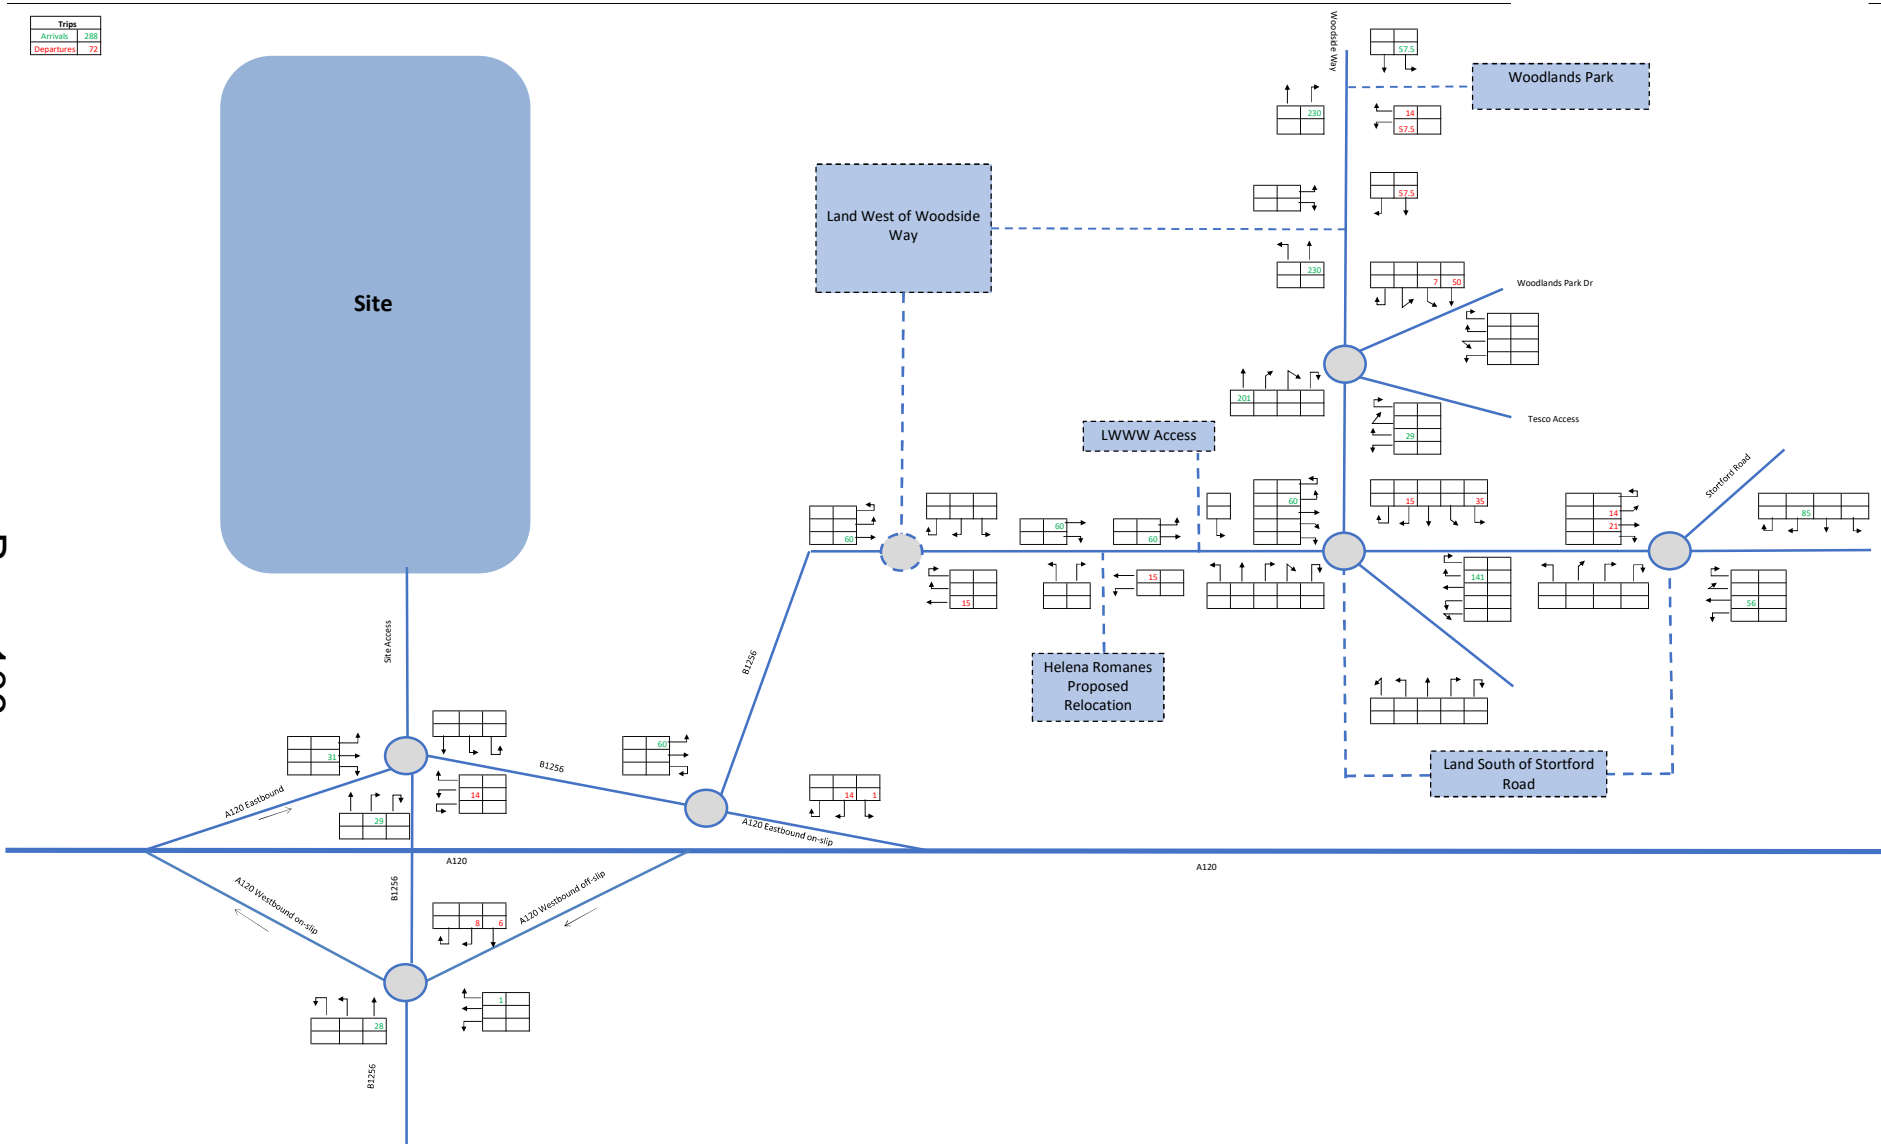 Trips
Arrivals 288
Departures 72
Woodside Way
57.5
Woodlands Park
230
14
57.5
57.5
Land West of Woodside
Way
230
7 50
Woodlands Park Dr
Site
201
Tesco Access
29
LWWW Access
Stortford Road
60
15 35
14
21
85
60
60
60
15
15
141
56
Site Access
B1256
Helena Romanes
Proposed
Relocation
31
60
B1256
14
29
14 1
Land South of Stortford
Road
A120 Eastbound
A120 Eastbound on-slip
A120
A120
A120 Westbound on-slip
B1256
A120 Westbound off-slip
8 6
1
28
B1256